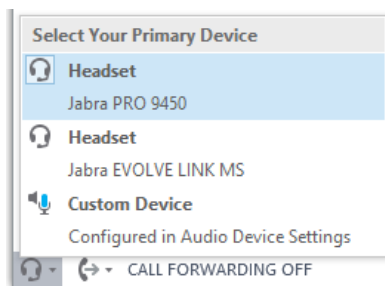 Select Your Primary Device
Headset
Jabra PRO 9450
Headset
Jabra EVOLVE LINK MS
Custom Device
Configured in Audio Device Settings
CALL FORWARDING OFF